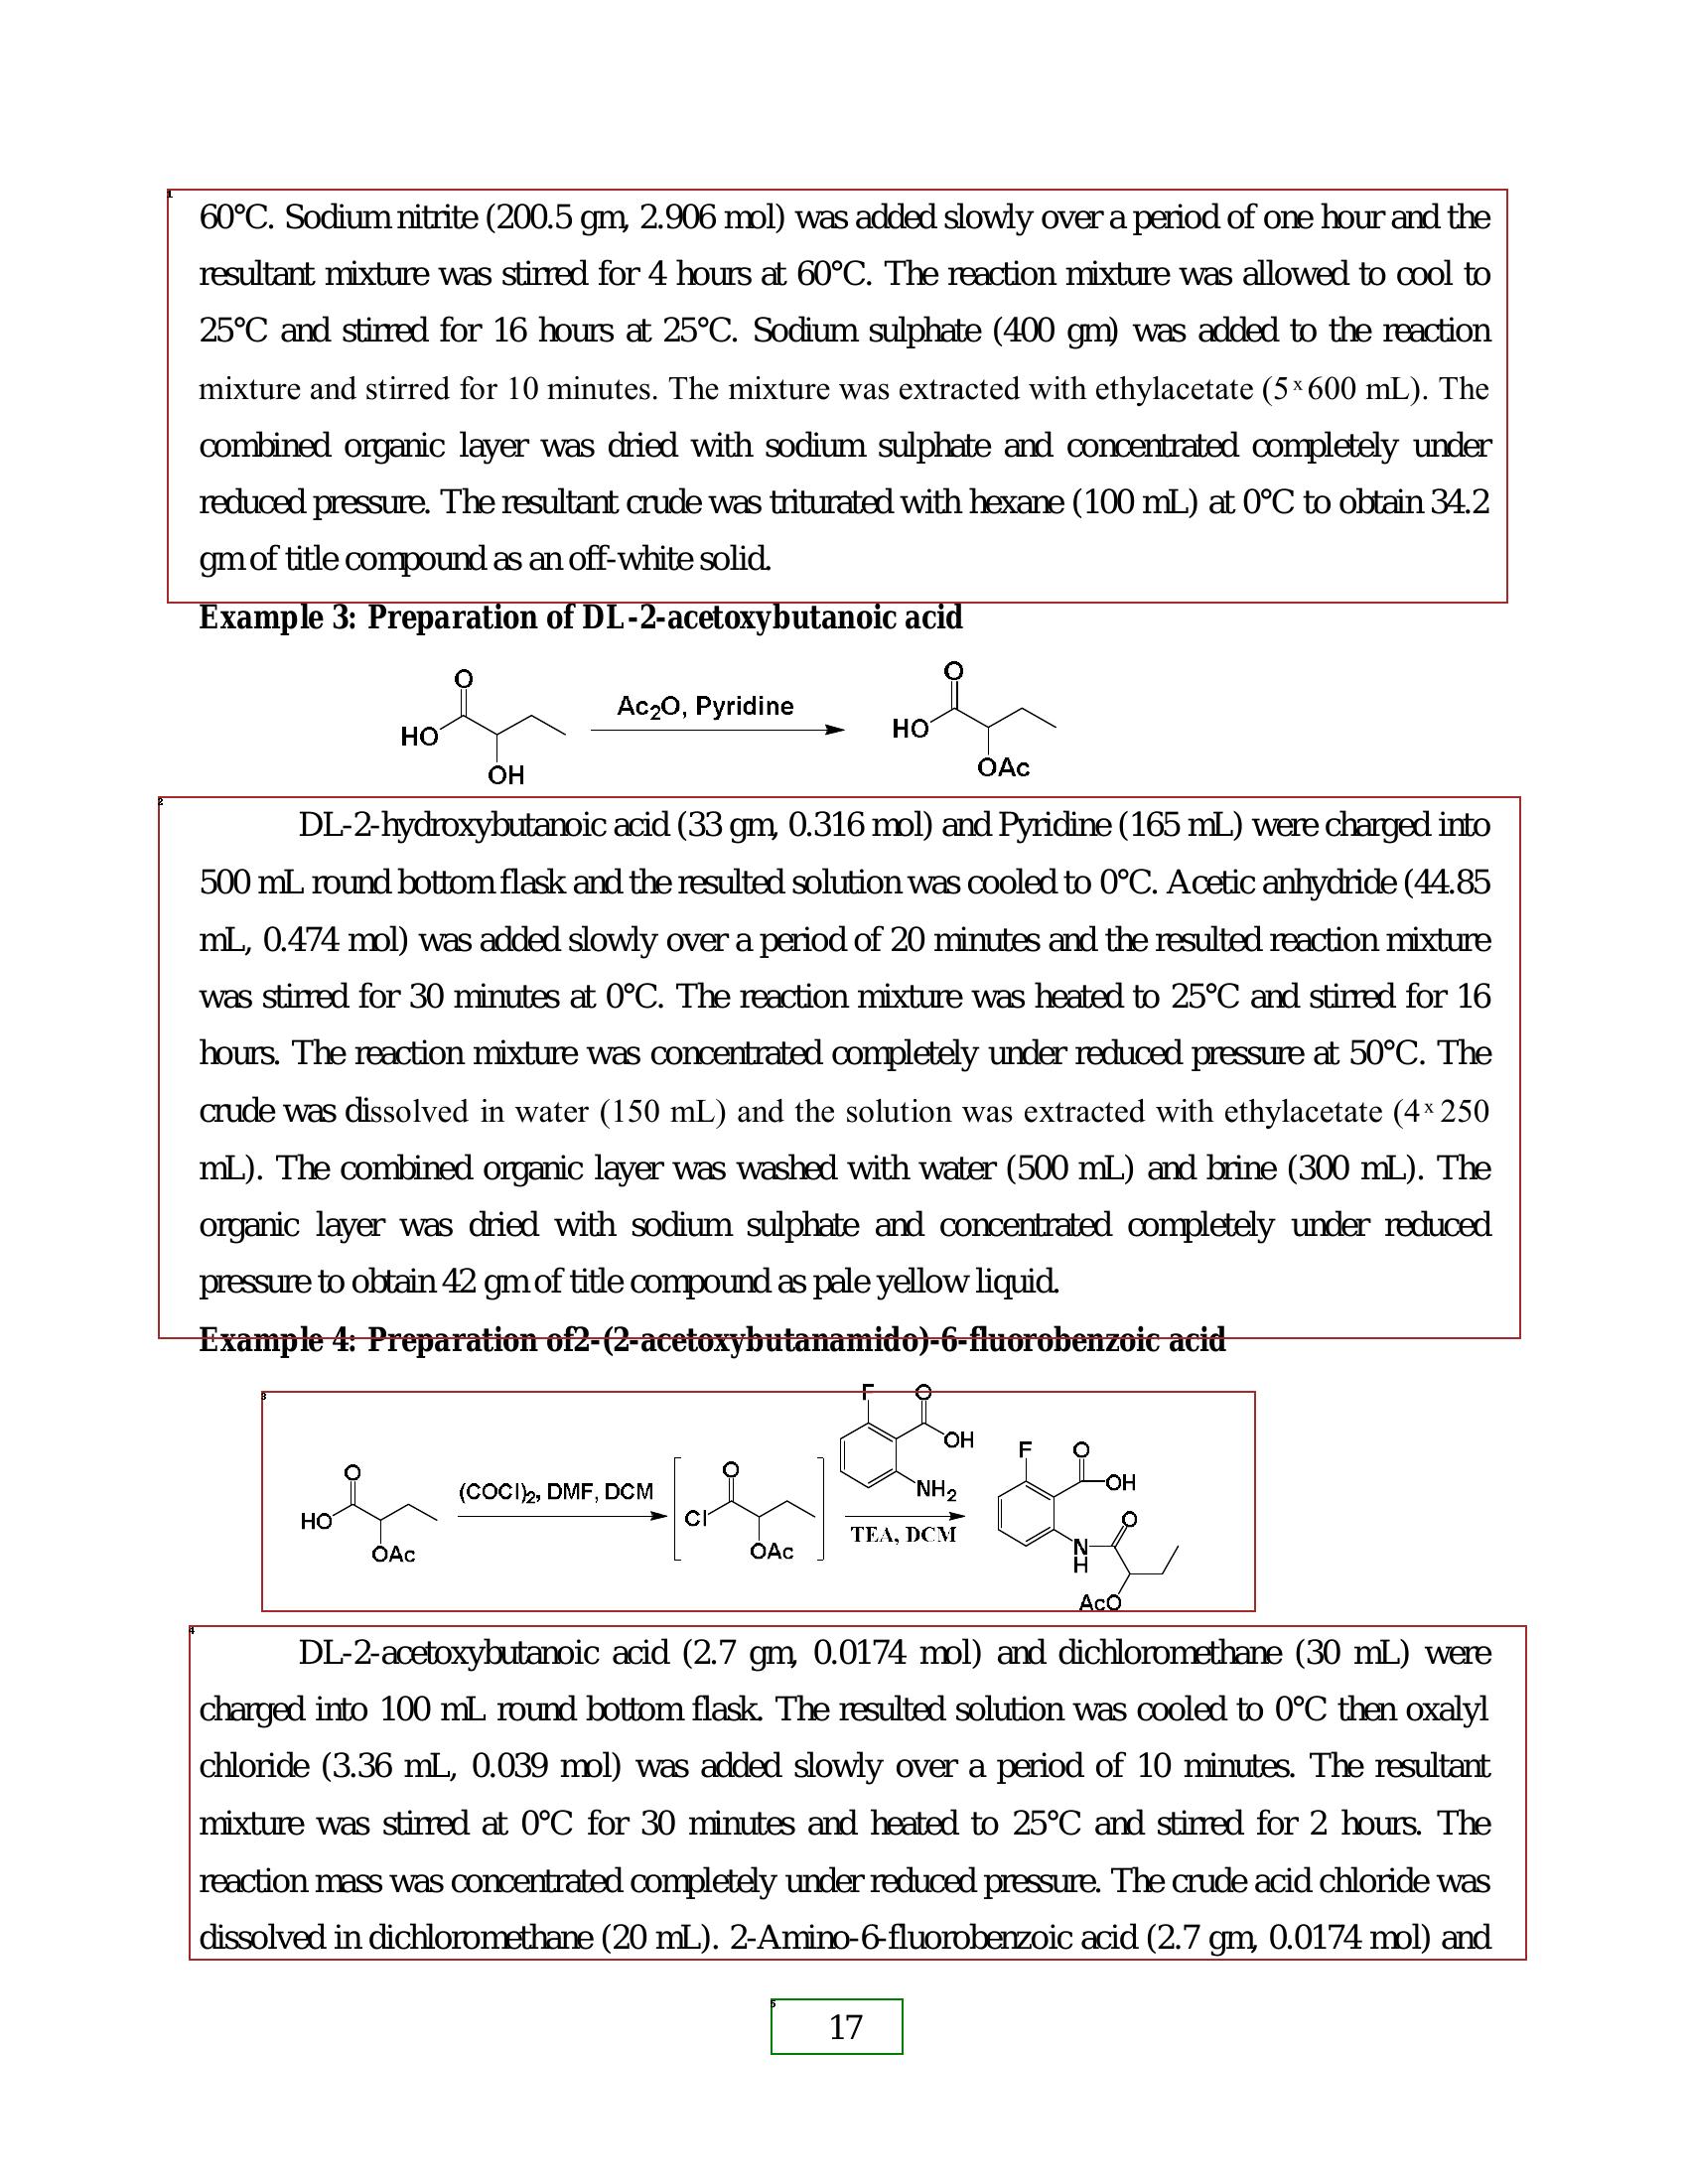 1
60°C. Sodium nitrite (200.5 gm, 2.906 mol) was added slowly over a period of one hour and the
resultant mixture was stirred for 4 hours at 60°C. The reaction mixture was allowed to cool to
25°C and stirred for 16 hours at 25°C. Sodium sulphate (400 gm) was added to the reaction
mixture and stirred for 10 minutes. The mixture was extracted with ethylacetate (5 x 600 mL). The
combined organic layer was dried with sodium sulphate and concentrated completely under
reduced pressure. The resultant crude was triturated with hexane (100 mL) at 0°C to obtain 34.2
gm of title compound as an off-white solid.
Example 3: Preparation of DL-2-acetoxybutanoic acid
O
HO
OH
Ac₂O, Pyridine
O
HO
OAc
2
DL-2-hydroxybutanoic acid (33 gm, 0.316 mol) and Pyridine (165 mL) were charged into
500 mL round bottom flask and the resulted solution was cooled to 0°C. Acetic anhydride (44.85
mL, 0.474 mol) was added slowly over a period of 20 minutes and the resulted reaction mixture
was stirred for 30 minutes at 0°C. The reaction mixture was heated to 25°C and stirred for 16
hours. The reaction mixture was concentrated completely under reduced pressure at 50°C. The
crude was dissolved in water (150 mL) and the solution was extracted with ethylacetate (4 x 250
mL). The combined organic layer was washed with water (500 mL) and brine (300 mL). The
organic layer was dried with sodium sulphate and concentrated completely under reduced
pressure to obtain 42 gm of title compound as pale yellow liquid.
Example 4: Preparation of2-(2-acetoxybutanamido)-6-fluorobenzoic acid
3
O
HO
OAc
(COCl)₂, DMF, DCM
O
Cl
OAc
F
O
OH
NH₂
TEA, DCM
F
O
OH
O
N
H
AcO
4
DL-2-acetoxybutanoic acid (2.7 gm, 0.0174 mol) and dichloromethane (30 mL) were
charged into 100 mL round bottom flask. The resulted solution was cooled to 0°C then oxalyl
chloride (3.36 mL, 0.039 mol) was added slowly over a period of 10 minutes. The resultant
mixture was stirred at 0°C for 30 minutes and heated to 25°C and stirred for 2 hours. The
reaction mass was concentrated completely under reduced pressure. The crude acid chloride was
dissolved in dichloromethane (20 mL). 2-Amino-6-fluorobenzoic acid (2.7 gm, 0.0174 mol) and
5
17